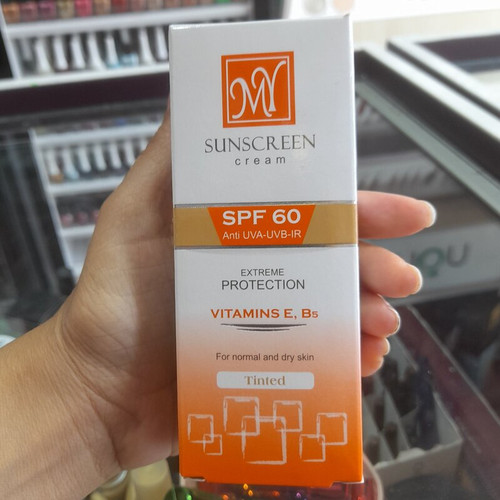 MY
SUNSCREEN
cream
SPF 60
Anti UVA-UVB-IR
EXTREME
PROTECTION
VITAMINS E, B5
For normal and dry skin
Tinted